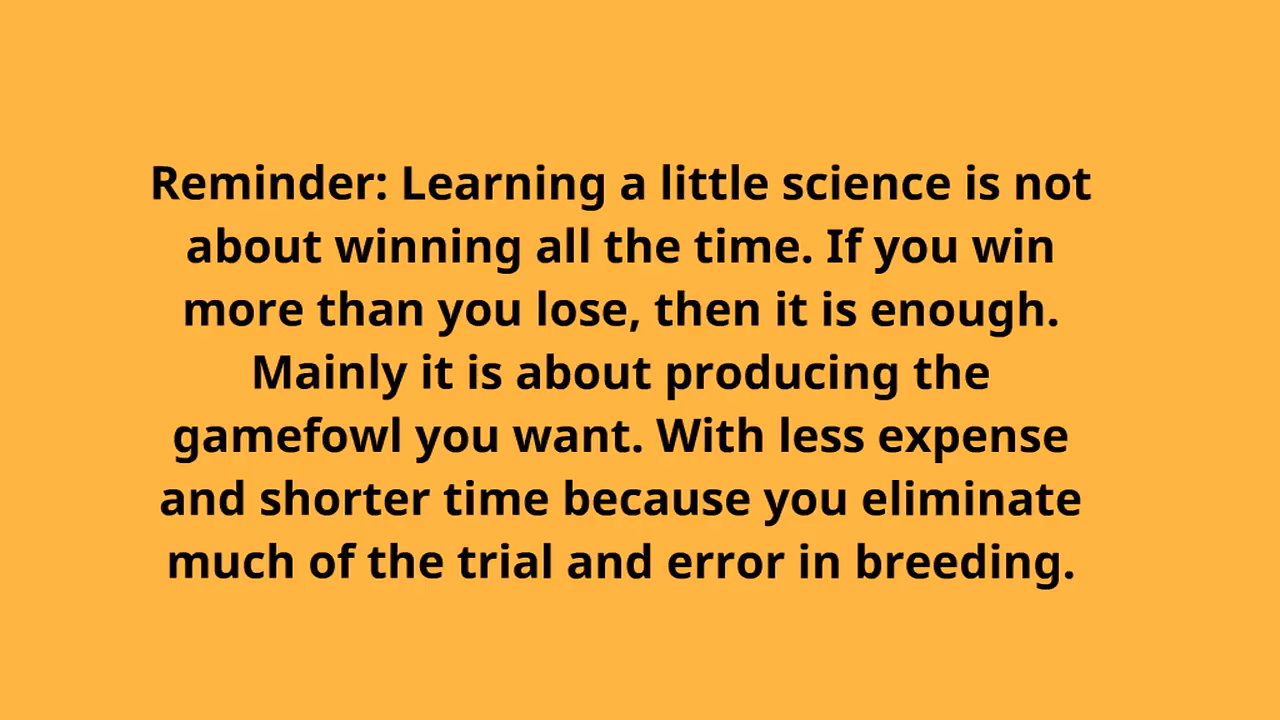 Reminder: Learning a little science is not
about winning all the time. If you win
more than you lose, then it is enough.
Mainly it is about producing the
gamefowl you want. With less expense
and shorter time because you eliminate
much of the trial and error in breeding.